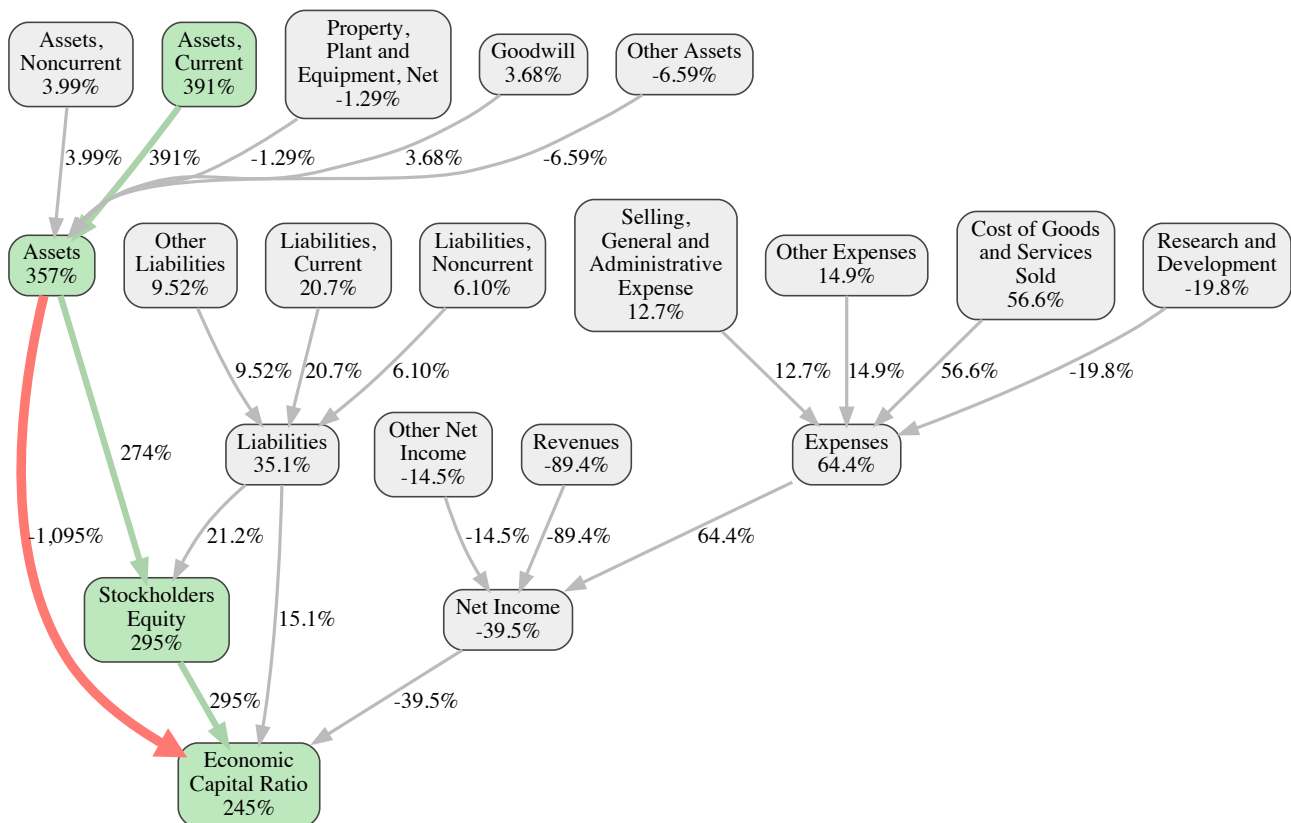 Assets,
Noncurrent
3.99%
Assets,
Current
391%
Property,
Plant and
Equipment, Net
-1.29%
Goodwill
3.68%
Other Assets
-6.59%
3.99%
391%
-1.29%
3.68%
-6.59%
Assets
357%
Other
Liabilities
9.52%
Liabilities,
Current
20.7%
Liabilities,
Noncurrent
6.10%
Selling,
General and
Administrative
Expense
12.7%
Other Expenses
14.9%
Cost of Goods
and Services
Sold
56.6%
Research and
Development
-19.8%
9.52%
20.7%
6.10%
12.7%
14.9%
56.6%
-19.8%
274%
Liabilities
35.1%
Other Net
Income
-14.5%
Revenues
-89.4%
Expenses
64.4%
-1,095%
21.2%
-14.5%
-89.4%
64.4%
Stockholders
Equity
295%
15.1%
Net Income
-39.5%
295%
-39.5%
Economic
Capital Ratio
245%